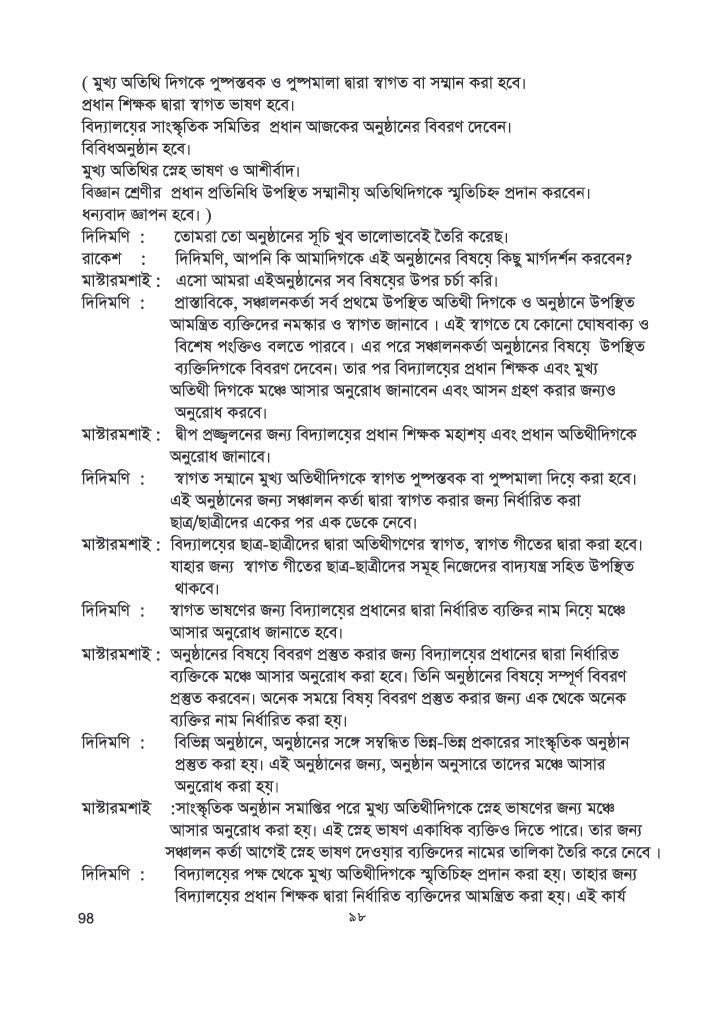 ( মুখ্য অতিথি দিগকে পুষ্পস্তবক ও পুষ্পমালা দ্বারা স্বাগত বা সম্মান করা হবে।
প্রধান শিক্ষক দ্বারা স্বাগত ভাষণ হবে।
বিদ্যালয়ের সাংস্কৃতিক সমিতির প্রধান আজকের অনুষ্ঠানের বিবরণ দেবেন।
বিবিধঅনুষ্ঠান হবে।
মুখ্য অতিথির স্নেহ ভাষণ ও আশীর্বাদ।
বিজ্ঞান শ্রেণীর প্রধান প্রতিনিধি উপস্থিত সম্মানীয় অতিথিদিগকে স্মৃতিচিহ্ন প্রদান করবেন।
ধন্যবাদ জ্ঞাপন হবে। )
দিদিমণি : তোমরা তো অনুষ্ঠানের সূচি খুব ভালোভাবেই তৈরি করেছ।
রাকেশ : দিদিমণি, আপনি কি আমাদিগকে এই অনুষ্ঠানের বিষয়ে কিছু মার্গদর্শন করবেন?
মাস্টারমশাই : এসো আমরা এইঅনুষ্ঠানের সব বিষয়ের উপর চর্চা করি।
দিদিমণি : প্রাস্তাবিকে, সঞ্চালনকর্তা সর্ব প্রথমে উপস্থিত অতিথী দিগকে ও অনুষ্ঠানে উপস্থিত
আমন্ত্রিত ব্যক্তিদের নমস্কার ও স্বাগত জানাবে । এই স্বাগতে যে কোনো ঘোষবাক্য ও
বিশেষ পংক্তিও বলতে পারবে। এর পরে সঞ্চালনকর্তা অনুষ্ঠানের বিষয়ে উপস্থিত
ব্যক্তিদিগকে বিবরণ দেবেন। তার পর বিদ্যালয়ের প্রধান শিক্ষক এবং মুখ্য
অতিথী দিগকে মঞ্চে আসার অনুরোধ জানাবেন এবং আসন গ্রহণ করার জন্যও
অনুরোধ করবে।
মাস্টারমশাই : দ্বীপ প্রজ্জ্বলনের জন্য বিদ্যালয়ের প্রধান শিক্ষক মহাশয় এবং প্রধান অতিথীদিগকে
অনুরোধ জানাবে।
দিদিমণি : স্বাগত সম্মানে মুখ্য অতিথীদিগকে স্বাগত পুষ্পস্তবক বা পুষ্পমালা দিয়ে করা হবে।
এই অনুষ্ঠানের জন্য সঞ্চালন কর্তা দ্বারা স্বাগত করার জন্য নির্ধারিত করা
ছাত্র/ছাত্রীদের একের পর এক ডেকে নেবে।
মাস্টারমশাই : বিদ্যালয়ের ছাত্র-ছাত্রীদের দ্বারা অতিথীগণের স্বাগত, স্বাগত গীতের দ্বারা করা হবে।
যাহার জন্য স্বাগত গীতের ছাত্র-ছাত্রীদের সমূহ নিজেদের বাদ্যযন্ত্র সহিত উপস্থিত
থাকবে।
দিদিমণি : স্বাগত ভাষণের জন্য বিদ্যালয়ের প্রধানের দ্বারা নির্ধারিত ব্যক্তির নাম নিয়ে মঞ্চে
আসার অনুরোধ জানাতে হবে।
মাস্টারমশাই : অনুষ্ঠানের বিষয়ে বিবরণ প্রস্তুত করার জন্য বিদ্যালয়ের প্রধানের দ্বারা নির্ধারিত
ব্যক্তিকে মঞ্চে আসার অনুরোধ করা হবে। তিনি অনুষ্ঠানের বিষয়ে সম্পূর্ণ বিবরণ
প্রস্তুত করবেন। অনেক সময়ে বিষয় বিবরণ প্রস্তুত করার জন্য এক থেকে অনেক
ব্যক্তির নাম নির্ধারিত করা হয়।
দিদিমণি : বিভিন্ন অনুষ্ঠানে, অনুষ্ঠানের সঙ্গে সম্বন্ধিত ভিন্ন-ভিন্ন প্রকারের সাংস্কৃতিক অনুষ্ঠান
প্রস্তুত করা হয়। এই অনুষ্ঠানের জন্য, অনুষ্ঠান অনুসারে তাদের মঞ্চে আসার
অনুরোধ করা হয়।
মাস্টারমশাই :সাংস্কৃতিক অনুষ্ঠান সমাপ্তির পরে মুখ্য অতিথীদিগকে স্নেহ ভাষণের জন্য মঞ্চে
আসার অনুরোধ করা হয়। এই স্নেহ ভাষণ একাধিক ব্যক্তিও দিতে পারে। তার জন্য
সঞ্চালন কর্তা আগেই স্নেহ ভাষণ দেওয়ার ব্যক্তিদের নামের তালিকা তৈরি করে নেবে ।
দিদিমণি : বিদ্যালয়ের পক্ষ থেকে মুখ্য অতিথীদিগকে স্মৃতিচিহ্ন প্রদান করা হয়। তাহার জন্য
বিদ্যালয়ের প্রধান শিক্ষক দ্বারা নির্ধারিত ব্যক্তিদের আমন্ত্রিত করা হয়। এই কার্য
98 ৯৮